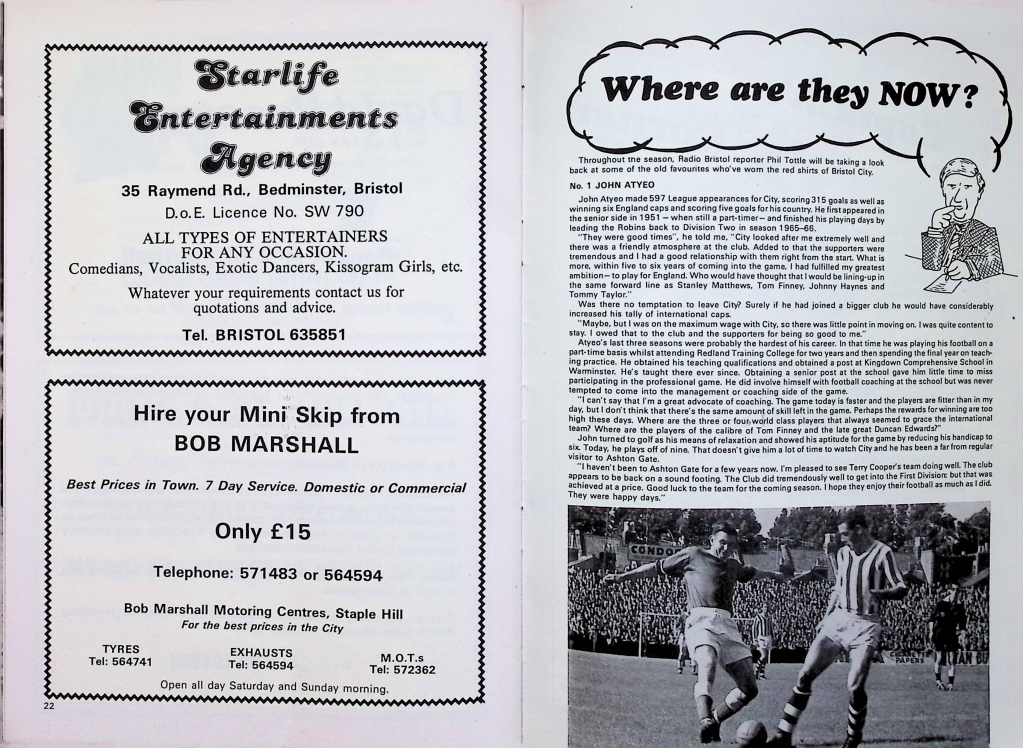 Starlife
Entertainments
Agency
35 Raymend Rd., Bedminster, Bristol
D.o.E. Licence No. SW 790
ALL TYPES OF ENTERTAINERS
FOR ANY OCCASION.
Comedians, Vocalists, Exotic Dancers, Kissogram Girls, etc.
Whatever your requirements contact us for
quotations and advice.
Tel. BRISTOL 635851
Hire your Mini Skip from
BOB MARSHALL
Best Prices in Town. 7 Day Service. Domestic or Commercial
Only £15
Telephone: 571483 or 564594
Bob Marshall Motoring Centres, Staple Hill
For the best prices in the City
TYRES
Tel: 564741
EXHAUSTS
Tel: 564594
M.O.T.s
Tel: 572362
Open all day Saturday and Sunday morning.
22
Where are they NOW?
Throughout the season, Radio Bristol reporter Phil Tottle will be taking a look
back at some of the old favourites who've worn the red shirts of Bristol City.
No. 1 JOHN ATYEO
John Atyeo made 597 League appearances for City, scoring 315 goals as well as
winning six England caps and scoring five goals for his country. He first appeared in
the senior side in 1951 — when still a part-timer — and finished his playing days by
leading the Robins back to Division Two in season 1965–66.
"They were good times", he told me, "City looked after me extremely well and
there was a friendly atmosphere at the club. Added to that the supporters were
tremendous and I had a good relationship with them right from the start. What is
more, within five to six years of coming into the game, I had fulfilled my greatest
ambition — to play for England. Who would have thought that I would be lining-up in
the same forward line as Stanley Matthews, Tom Finney, Johnny Haynes and
Tommy Taylor."
Was there no temptation to leave City? Surely if he had joined a bigger club he would have considerably
increased his tally of international caps.
"Maybe, but I was on the maximum wage with City, so there was little point in moving on. I was quite content to
stay. I owed that to the club and the supporters for being so good to me."
Atyeo's last three seasons were probably the hardest of his career. In that time he was playing his football on a
part-time basis whilst attending Redland Training College for two years and then spending the final year on teach-
ing practice. He obtained his teaching qualifications and obtained a post at Kingdown Comprehensive School in
Warminster. He's taught there ever since. Obtaining a senior post at the school gave him little time to miss
participating in the professional game. He did involve himself with football coaching at the school but was never
tempted to come into the management or coaching side of the game.
"I can't say that I'm a great advocate of coaching. The game today is faster and the players are fitter than in my
day, but I don't think that there's the same amount of skill left in the game. Perhaps the rewards for winning are too
high these days. Where are the three or four world class players that always seemed to grace the international
team? Where are the players of the calibre of Tom Finney and the late great Duncan Edwards?"
John turned to golf as his means of relaxation and showed his aptitude for the game by reducing his handicap to
six. Today, he plays off of nine. That doesn't give him a lot of time to watch City and he has been a far from regular
visitor to Ashton Gate.
"I haven't been to Ashton Gate for a few years now. I'm pleased to see Terry Cooper's team doing well. The club
appears to be back on a sound footing. The Club did tremendously well to get into the First Division: but that was
achieved at a price. Good luck to the team for the coming season. I hope they enjoy their football as much as I did.
They were happy days."
CONDOR
PAPERS